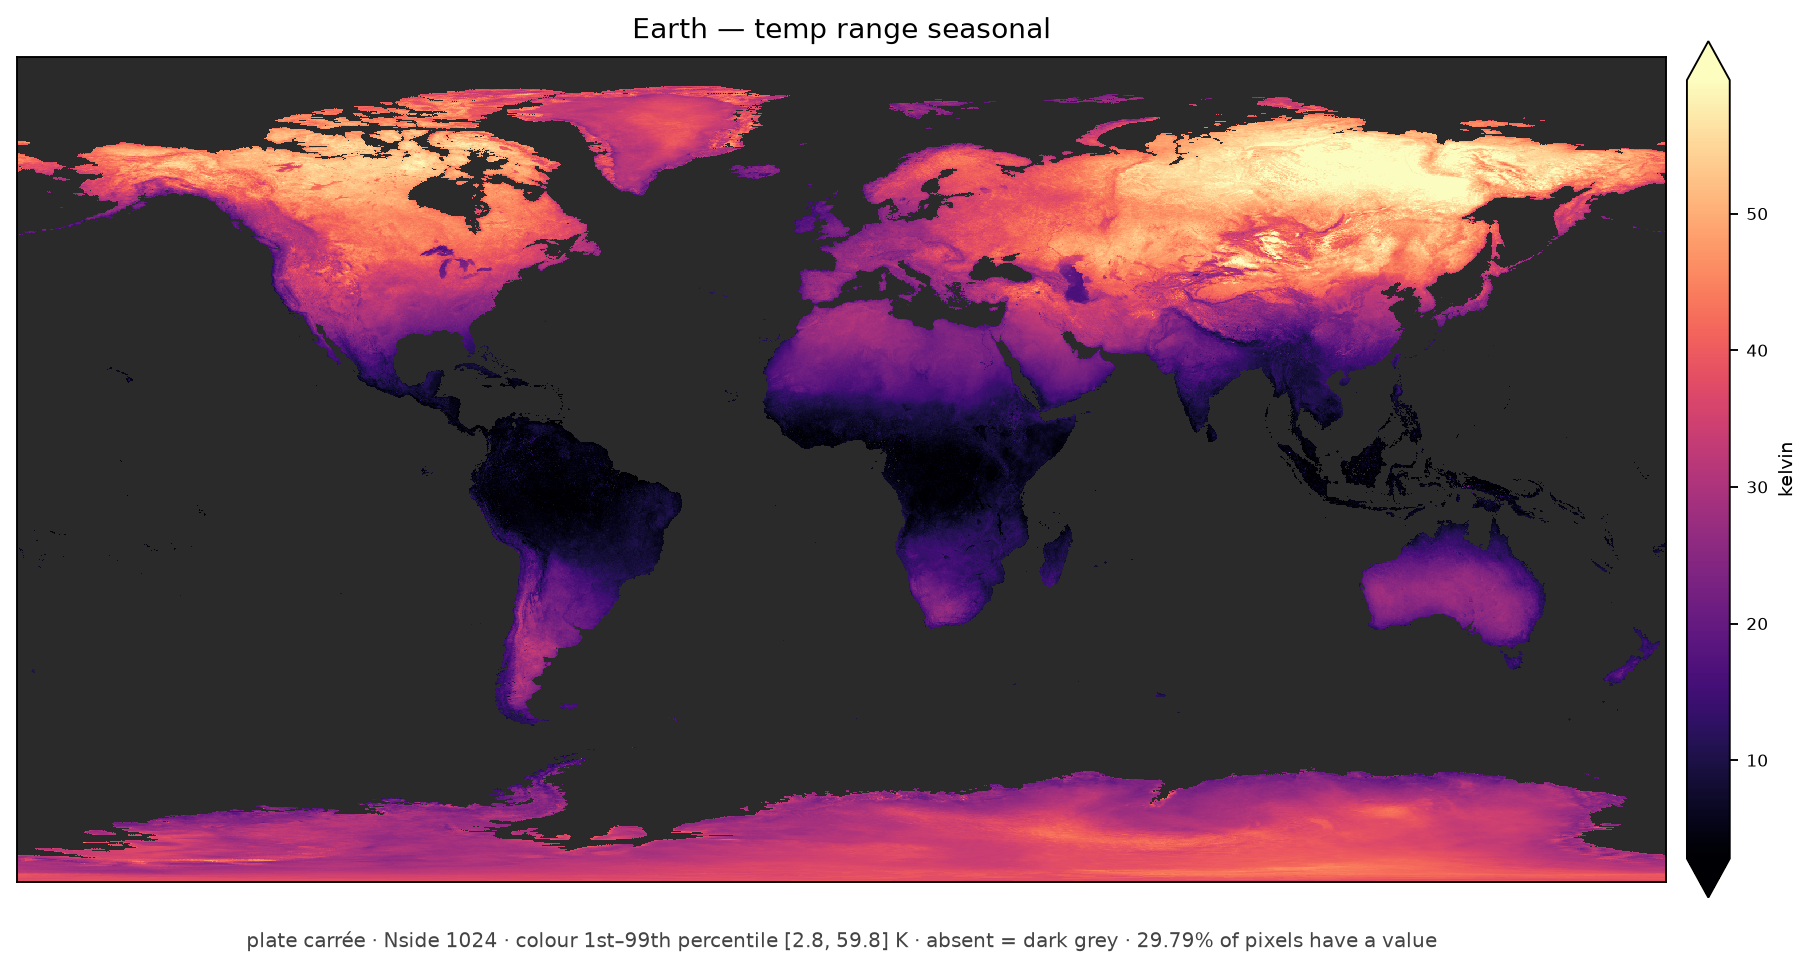 Earth — temp range seasonal
50
40
30
20
10
kelvin
plate carrée · Nside 1024 · colour 1st–99th percentile [2.8, 59.8] K · absent = dark grey · 29.79% of pixels have a value